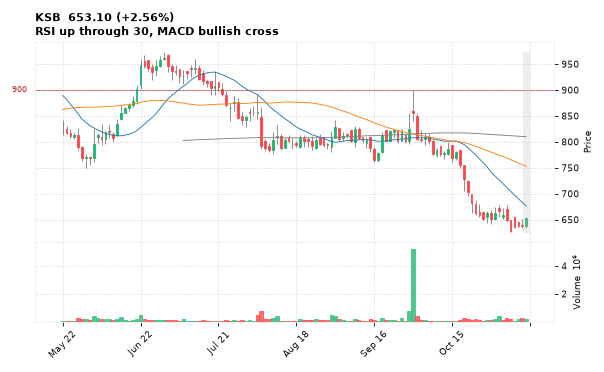 KSB 653.10 (+2.56%)
RSI up through 30, MACD bullish cross
900
950
900
850
800
750
700
650
Price
4
2
Volume 10⁶
May 22
Jun 22
Jul 21
Aug 18
Sep 16
Oct 15